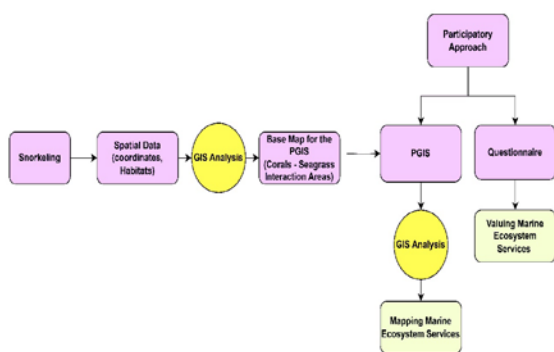 Participatory
Approach
Snorkeling
Spatial Data
(coordinates,
Habitats)
GIS Analysis
Base Map for the
PGIS
(Corals - Seagrass
Interaction Areas)
PGIS
Questionnaire
GIS Analysis
Valuing Marine
Ecosystem
Services
Mapping Marine
Ecosystem Services